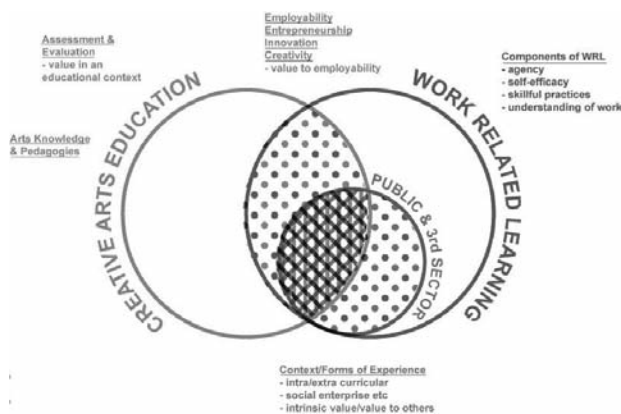 Employability
Entrepreneurship
Innovation
Creativity
- value to employability
Assessment &
Evaluation
- value in an
educational context
Components of WRL
- agency
- self-efficacy
- skillful practices
- understanding of work
Arts Knowledge
& Pedagogies
CREATIVE ARTS EDUCATION
WORK RELATED LEARNING
PUBLIC & 3rd SECTOR
Context/Forms of Experience
- intra/extra curricular
- social enterprise etc
- intrinsic value/value to others